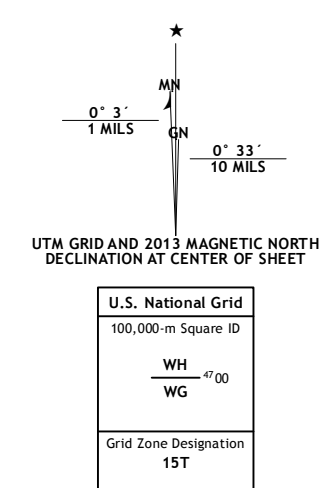 ★
MN
0° 3´
1 MILS
GN
0° 33´
10 MILS
UTM GRID AND 2013 MAGNETIC NORTH
DECLINATION AT CENTER OF SHEET
U.S. National Grid
100,000-m Square ID
WH
4700
WG
Grid Zone Designation
15T